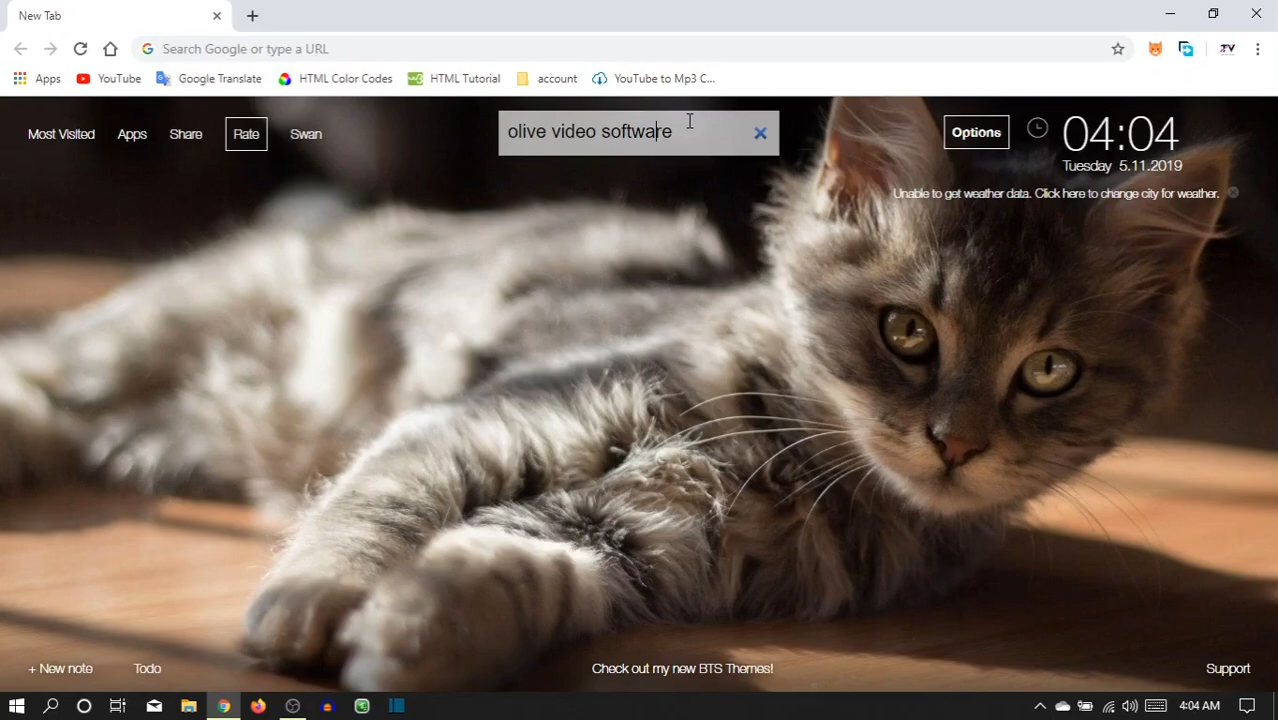 New Tab
Search Google or type a URL
Apps YouTube Google Translate HTML Color Codes HTML Tutorial account YouTube to Mp3 C...
Most Visited Apps Share Rate Swan
olive video software
Options
04:04
Tuesday 5.11.2019
Unable to get weather data. Click here to change city for weather.
+ New note Todo
Check out my new BTS Themes!
Support
4:04 AM